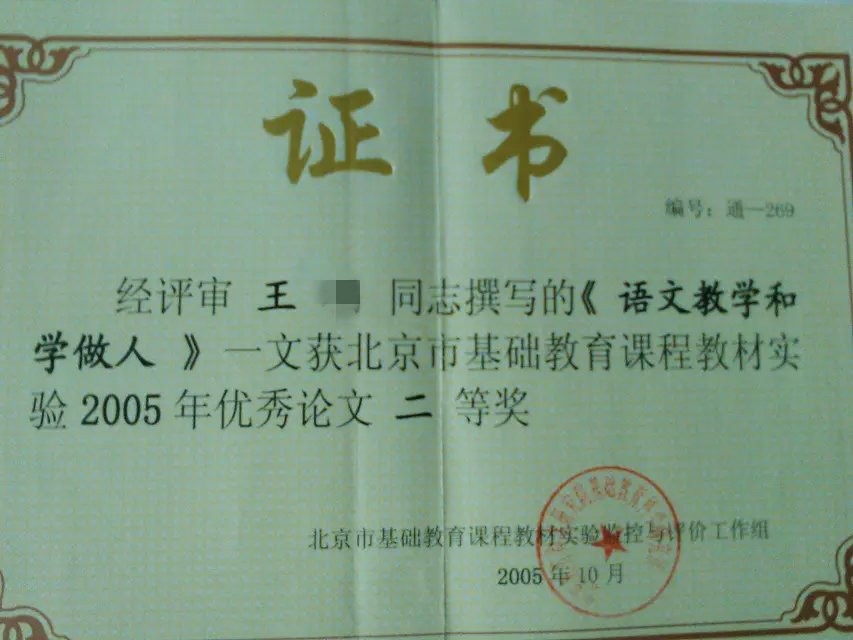 证 书
编号：通—269
经评审 王 同志撰写的《 语文教学和
学做人 》一文获北京市基础教育课程教材实
验 2005 年优秀论文 二 等奖
北京市基础教育课程教材实验监控与评价工作组
2005 年 10 月